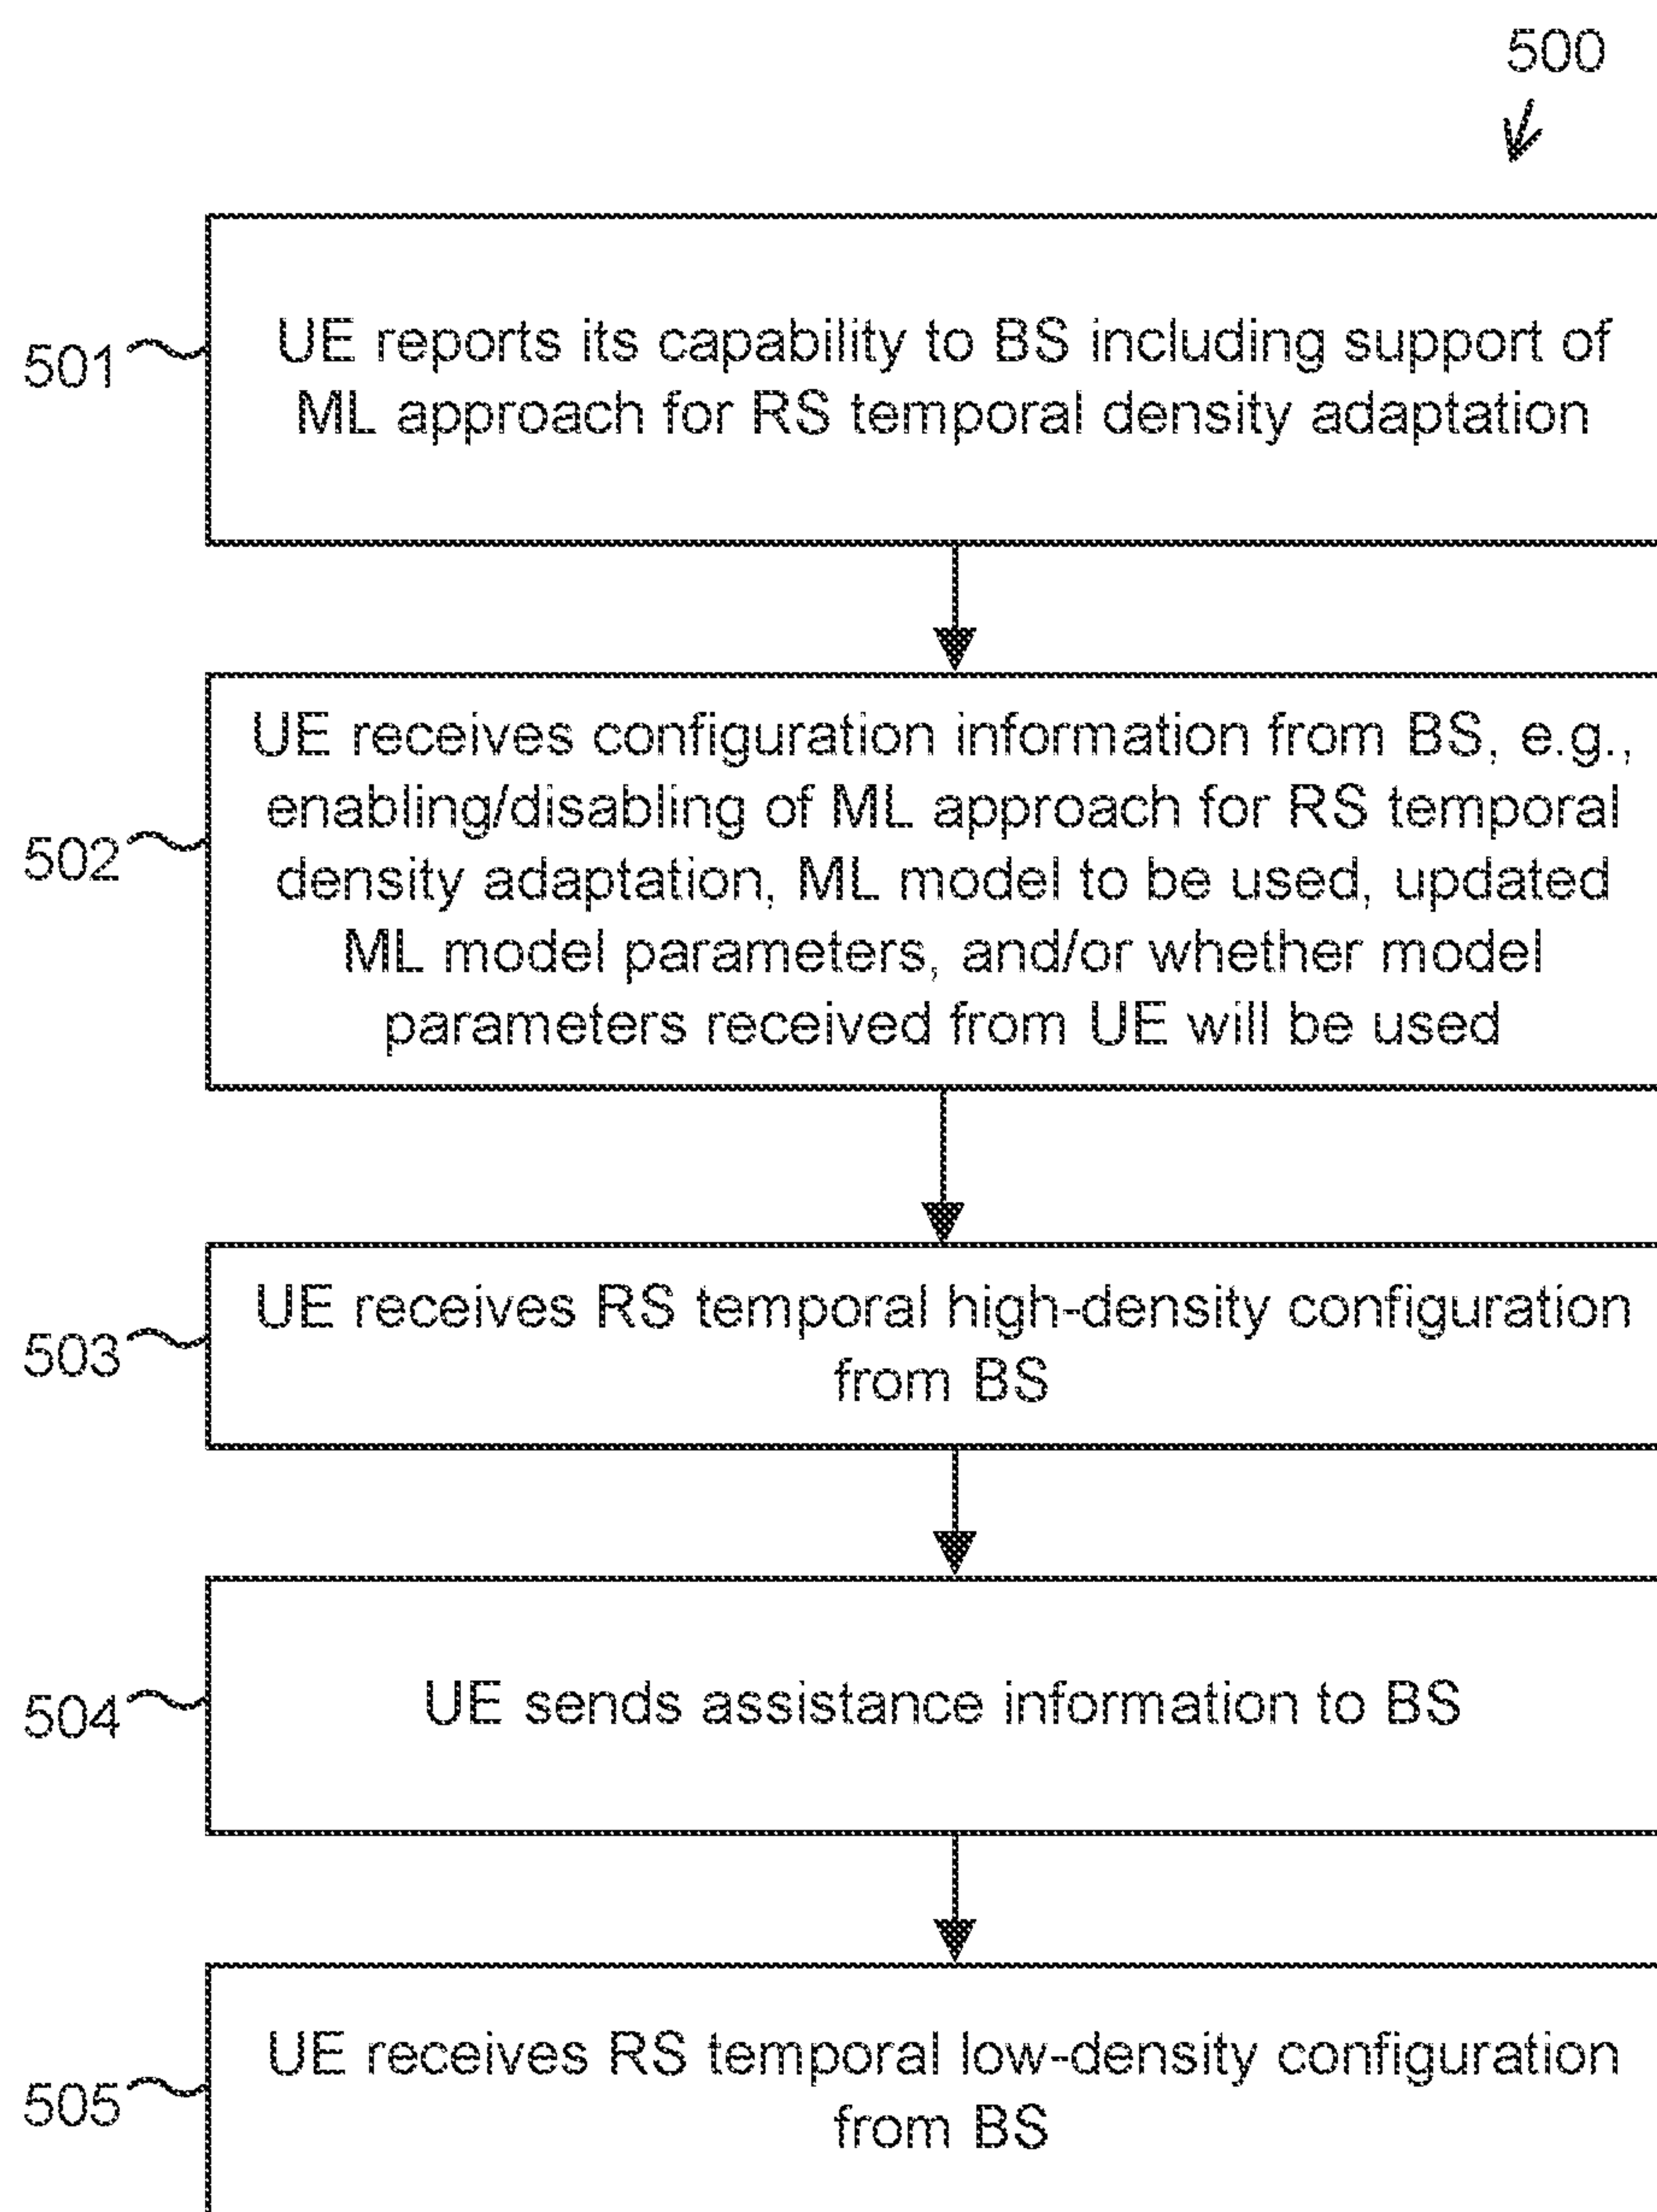 500
501
UE reports its capability to BS including support of
ML approach for RS temporal density adaptation
502
UE receives configuration information from BS, e.g.,
enabling/disabling of ML approach for RS temporal
density adaptation, ML model to be used, updated
ML model parameters, and/or whether model
parameters received from UE will be used
503
UE receives RS temporal high-density configuration
from BS
504
UE sends assistance information to BS
505
UE receives RS temporal low-density configuration
from BS